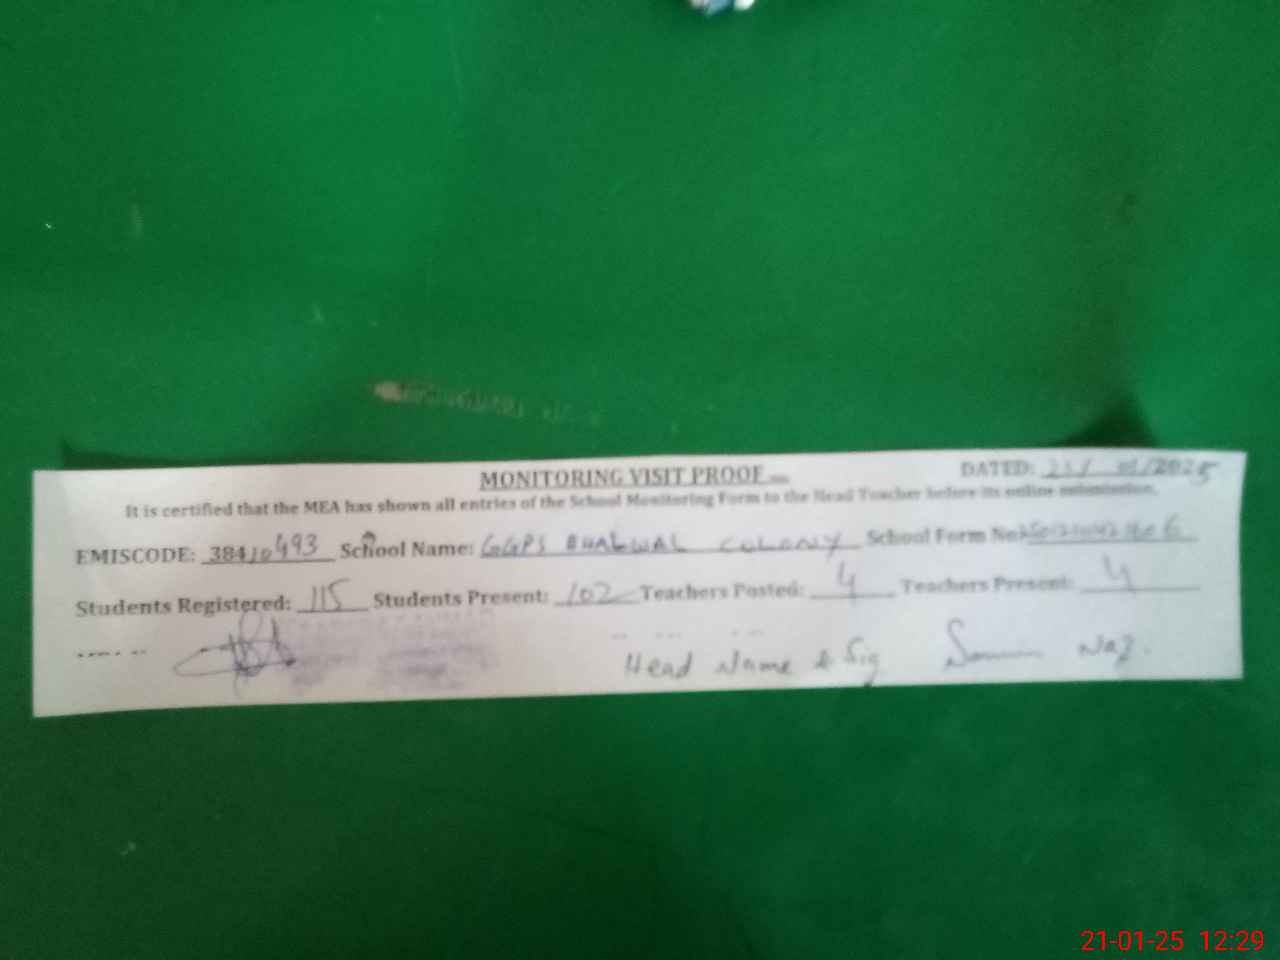 MONITORING VISIT PROOF
DATED: 21/ 01/2025
It is certified that the MEA has shown all entries of the School Monitoring Form to the Head Teacher before its online submission.
EMISCODE: 38410493 School Name: GGPS BHALWAL COLONY School Form No:
Students Registered: 115 Students Present: 102 Teachers Posted: 4 Teachers Present: 4
Head Name & Sig Naz.
21-01-25 12:29